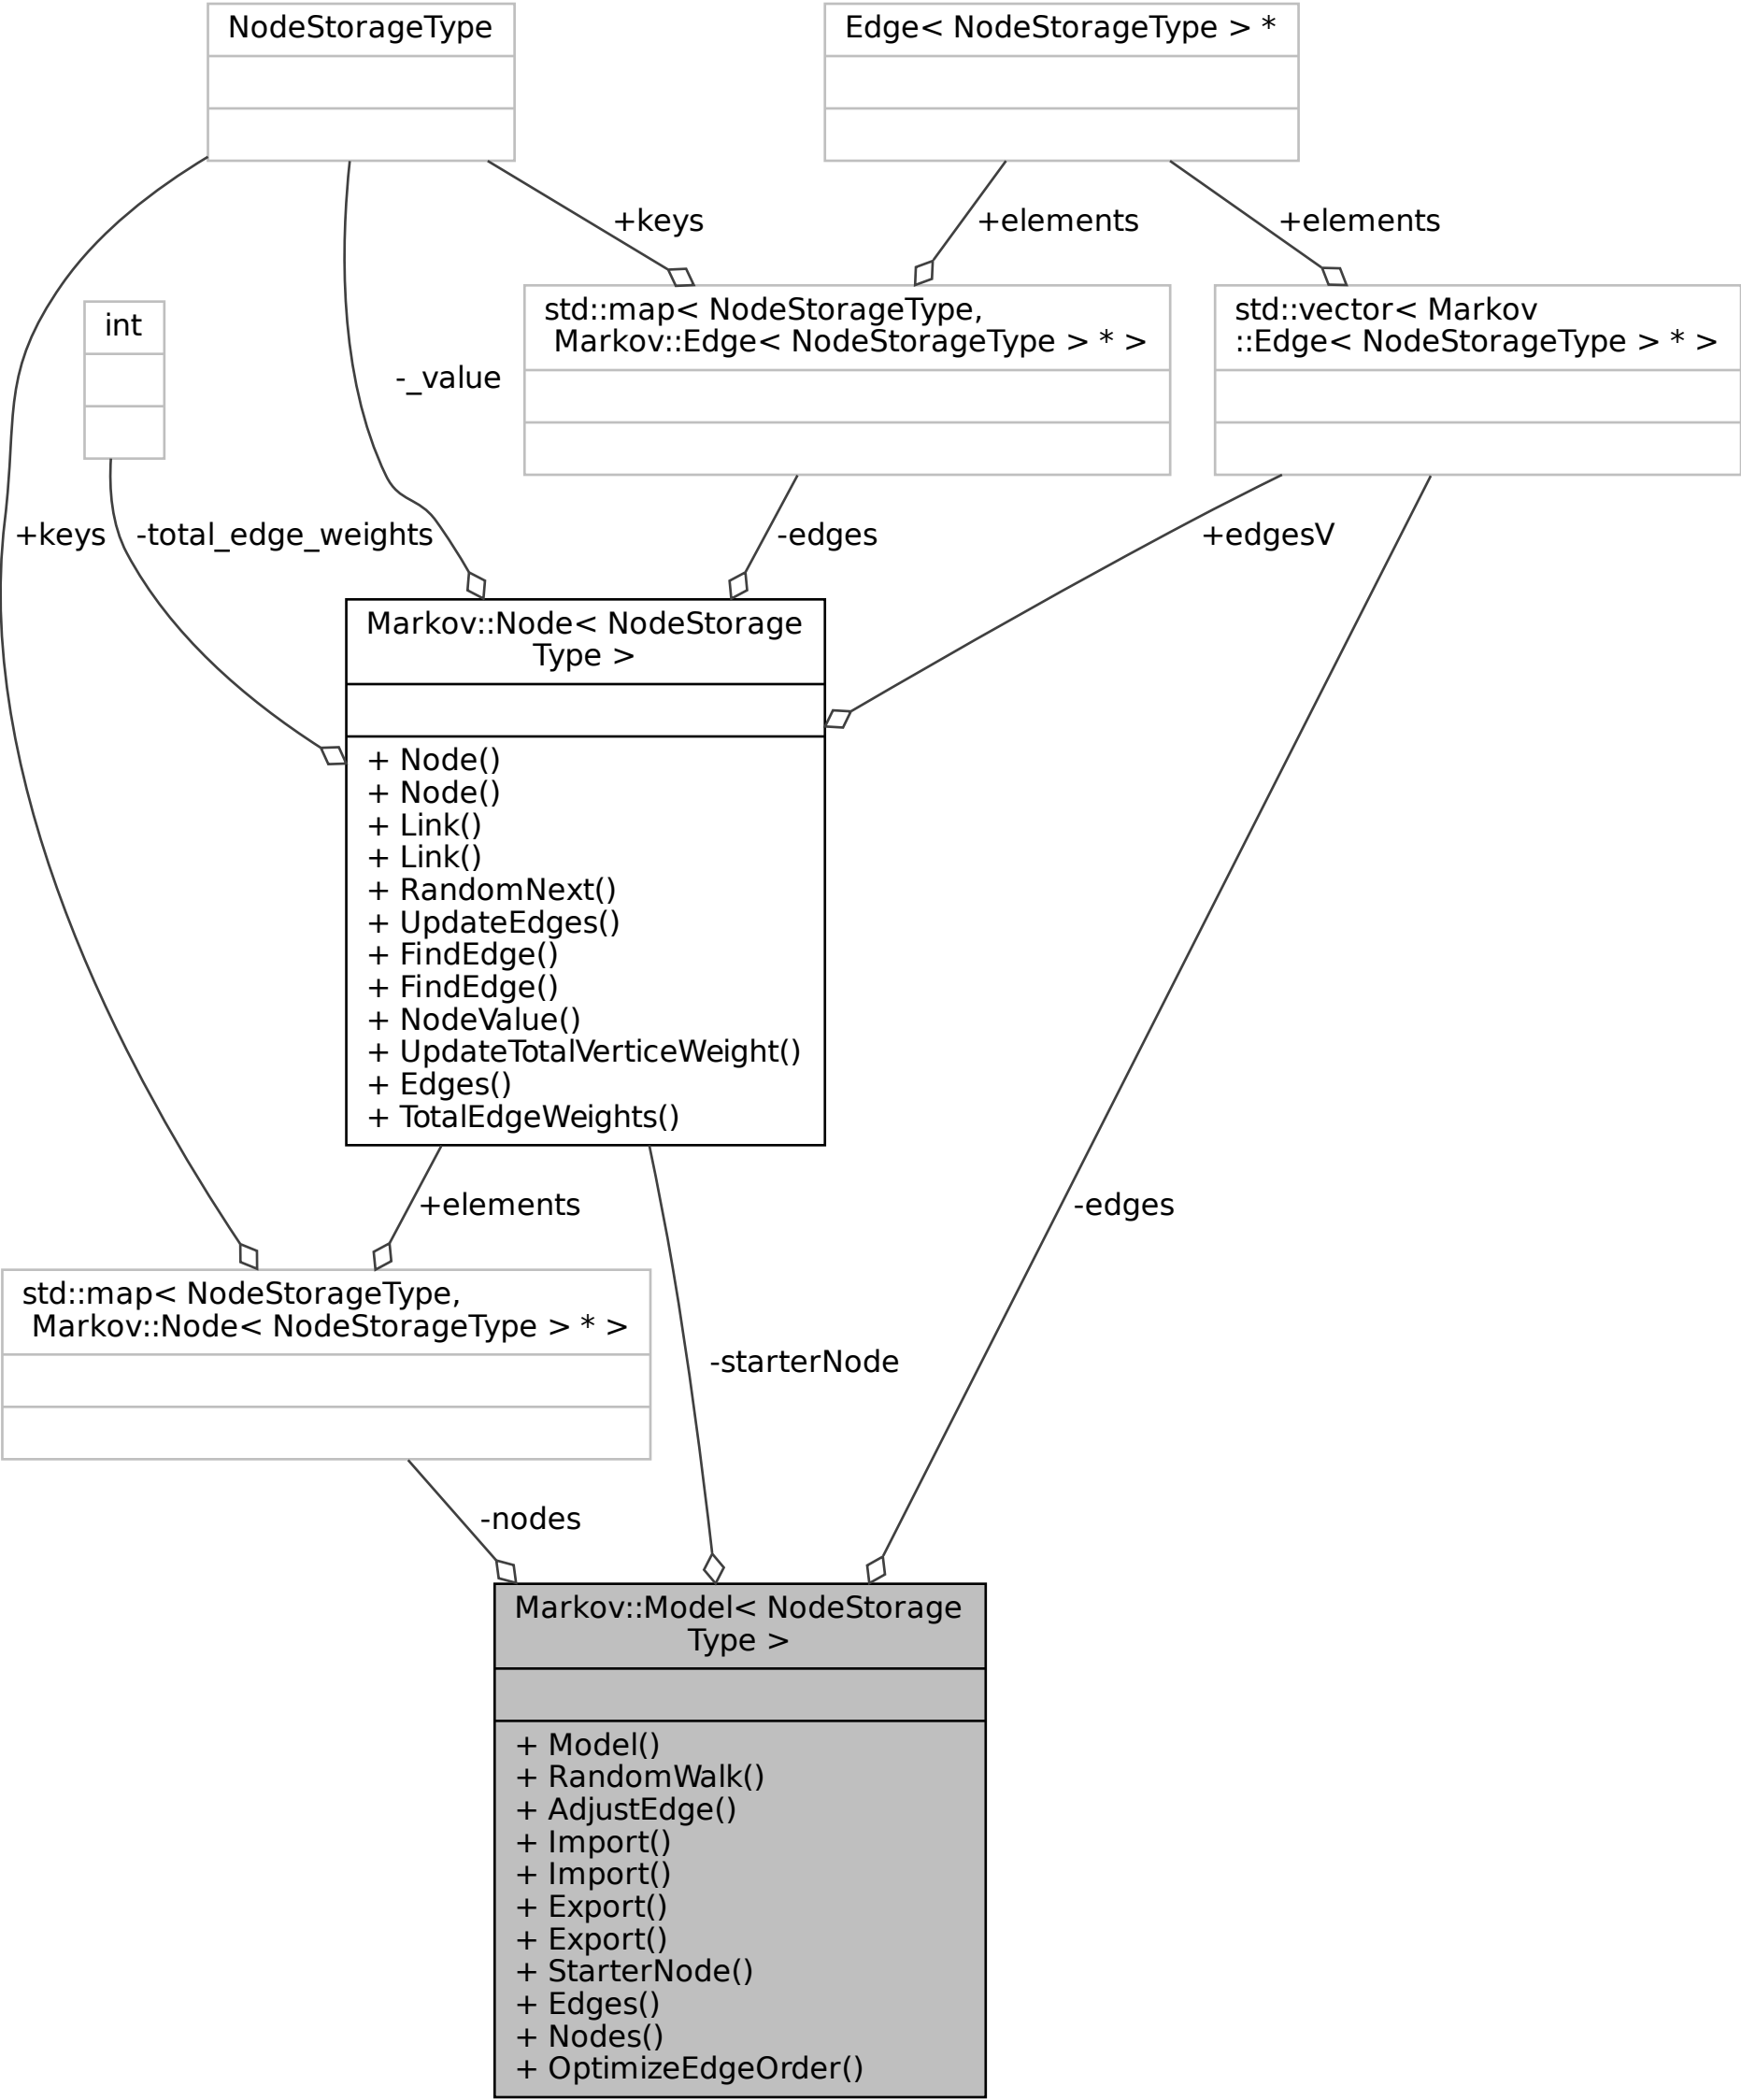 NodeStorageType
Edge< NodeStorageType > *
+keys
+elements
+elements
int
std::map< NodeStorageType,
Markov::Edge< NodeStorageType > * >
std::vector< Markov
::Edge< NodeStorageType > * >
-_value
+keys
-total_edge_weights
-edges
+edgesV
Markov::Node< NodeStorage
Type >
+ Node()
+ Node()
+ Link()
+ Link()
+ RandomNext()
+ UpdateEdges()
+ FindEdge()
+ FindEdge()
+ NodeValue()
+ UpdateTotalVerticeWeight()
+ Edges()
+ TotalEdgeWeights()
+elements
-edges
std::map< NodeStorageType,
Markov::Node< NodeStorageType > * >
-starterNode
-nodes
Markov::Model< NodeStorage
Type >
+ Model()
+ RandomWalk()
+ AdjustEdge()
+ Import()
+ Import()
+ Export()
+ Export()
+ StarterNode()
+ Edges()
+ Nodes()
+ OptimizeEdgeOrder()